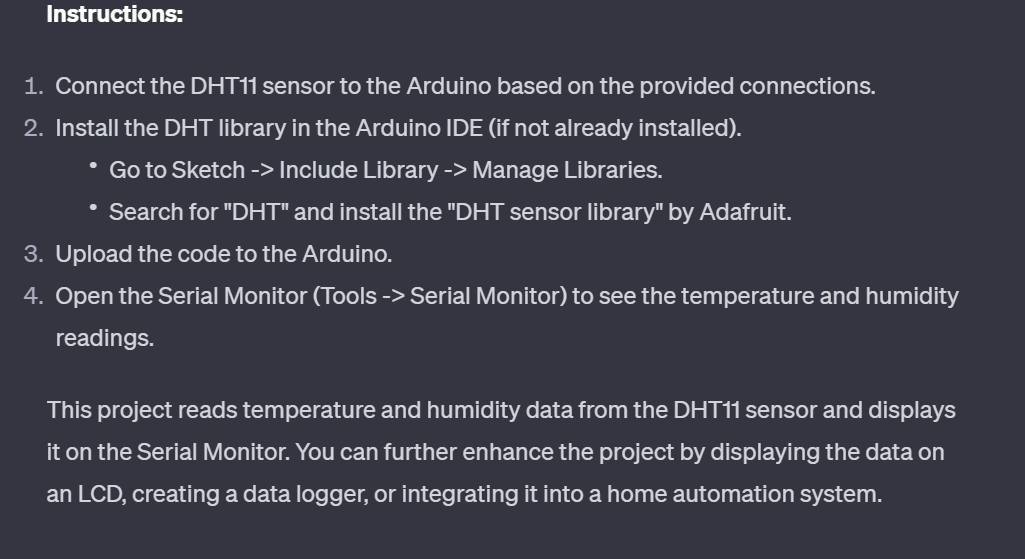 Instructions:
1. Connect the DHT11 sensor to the Arduino based on the provided connections.
2. Install the DHT library in the Arduino IDE (if not already installed).
• Go to Sketch -> Include Library -> Manage Libraries.
• Search for "DHT" and install the "DHT sensor library" by Adafruit.
3. Upload the code to the Arduino.
4. Open the Serial Monitor (Tools -> Serial Monitor) to see the temperature and humidity
readings.
This project reads temperature and humidity data from the DHT11 sensor and displays
it on the Serial Monitor. You can further enhance the project by displaying the data on
an LCD, creating a data logger, or integrating it into a home automation system.